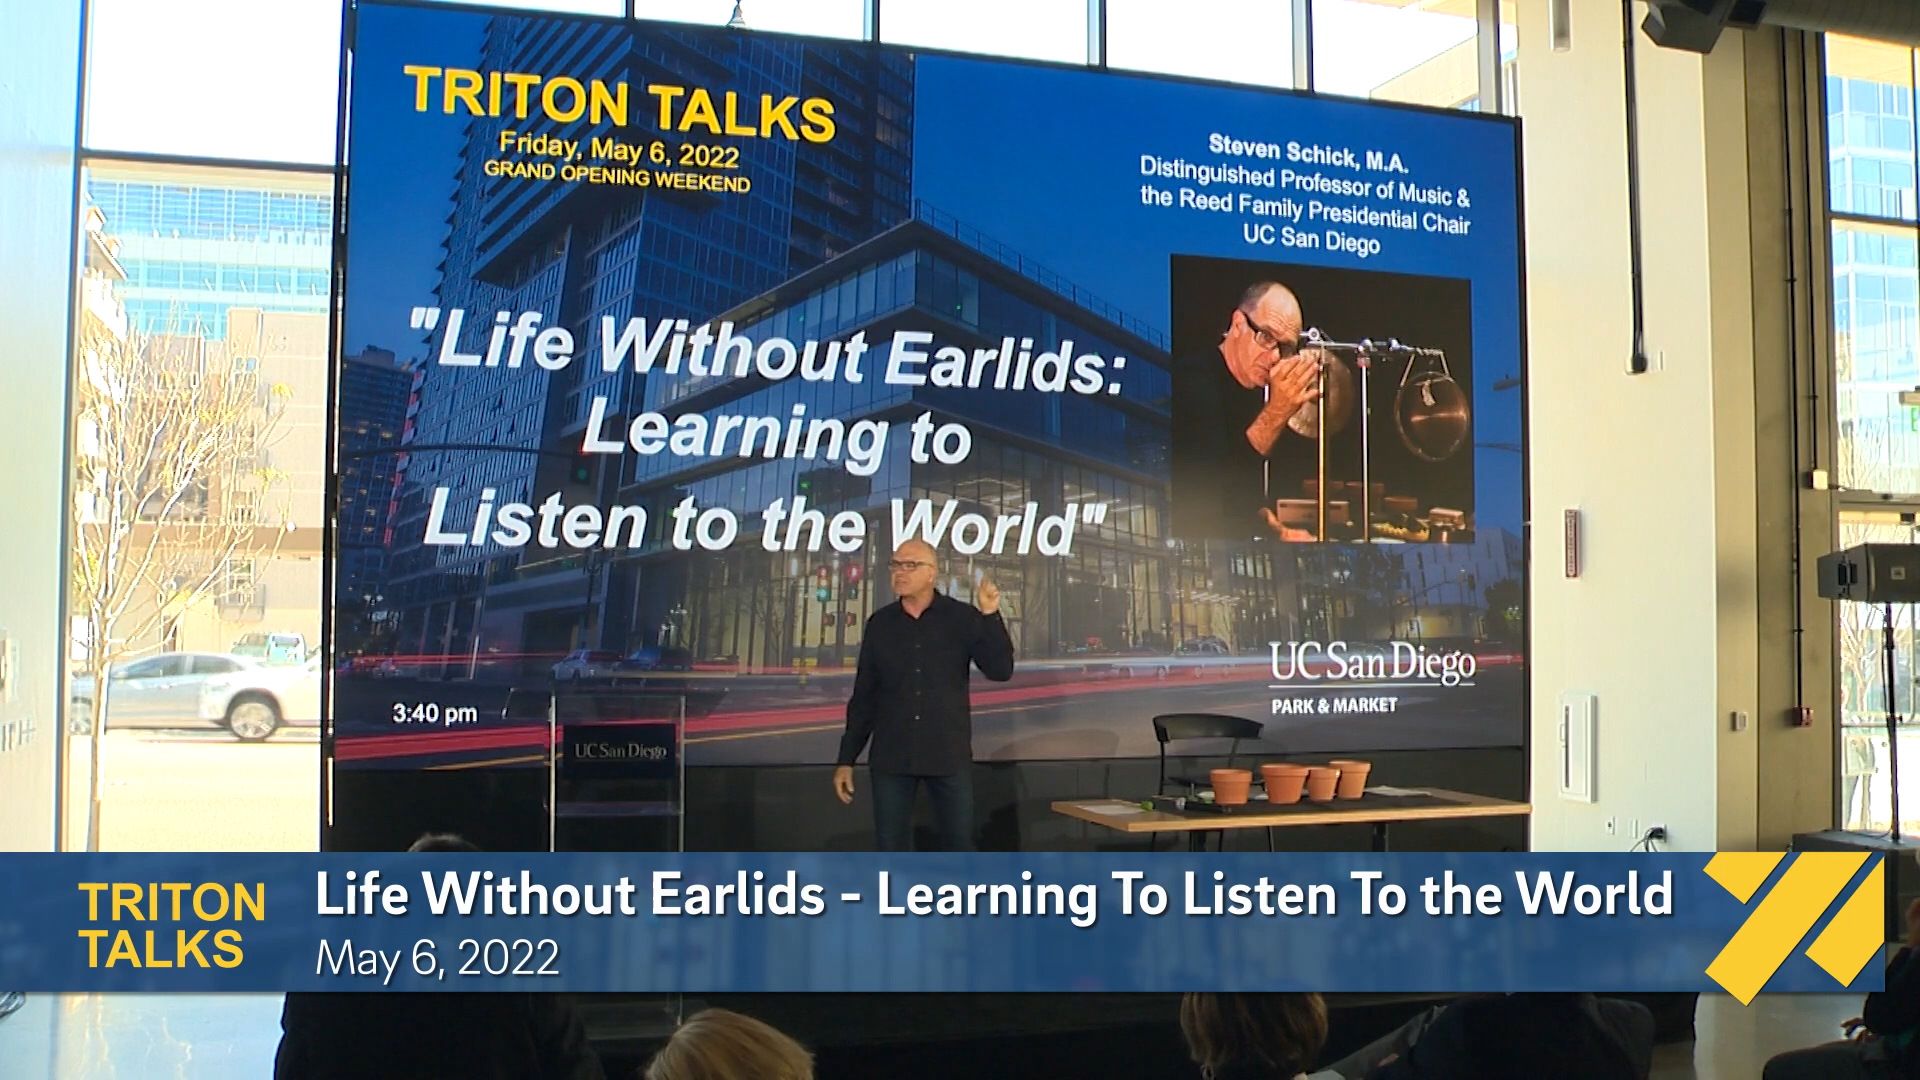 TRITON TALKS
Friday, May 6, 2022
GRAND OPENING WEEKEND
Steven Schick, M.A.
Distinguished Professor of Music &
the Reed Family Presidential Chair
UC San Diego
"Life Without Earlids:
Learning to
Listen to the World"
UC San Diego
PARK & MARKET
3:40 pm
UC San Diego
TRITON
TALKS
Life Without Earlids - Learning To Listen To the World
May 6, 2022